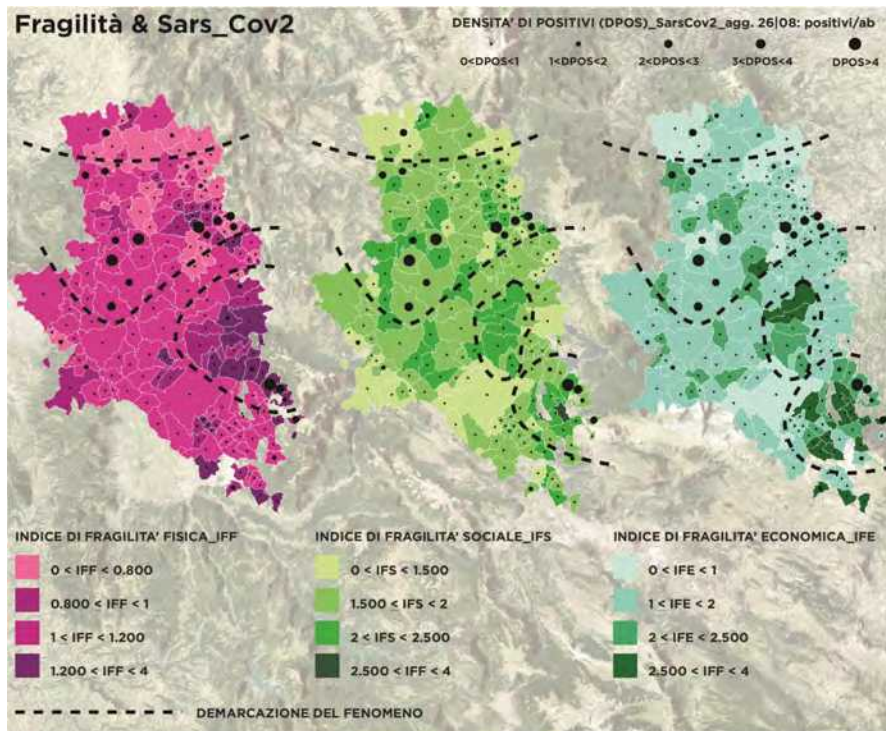 Fragilità & Sars_Cov2
DENSITA' DI POSITIVI (DPOS)_SarsCov2_agg. 26|08: positivi/ab
0<DPOS<1
1<DPOS<2
2<DPOS<3
3<DPOS<4
DPOS>4
INDICE DI FRAGILITA' FISICA_IFF
0 < IFF < 0.800
0.800 < IFF < 1
1 < IFF < 1.200
1.200 < IFF < 4
INDICE DI FRAGILITA' SOCIALE_IFS
0 < IFS < 1.500
1.500 < IFS < 2
2 < IFS < 2.500
2.500 < IFF < 4
INDICE DI FRAGILITA' ECONOMICA_IFE
0 < IFE < 1
1 < IFE < 2
2 < IFE < 2.500
2.500 < IFF < 4
DEMARCAZIONE DEL FENOMENO